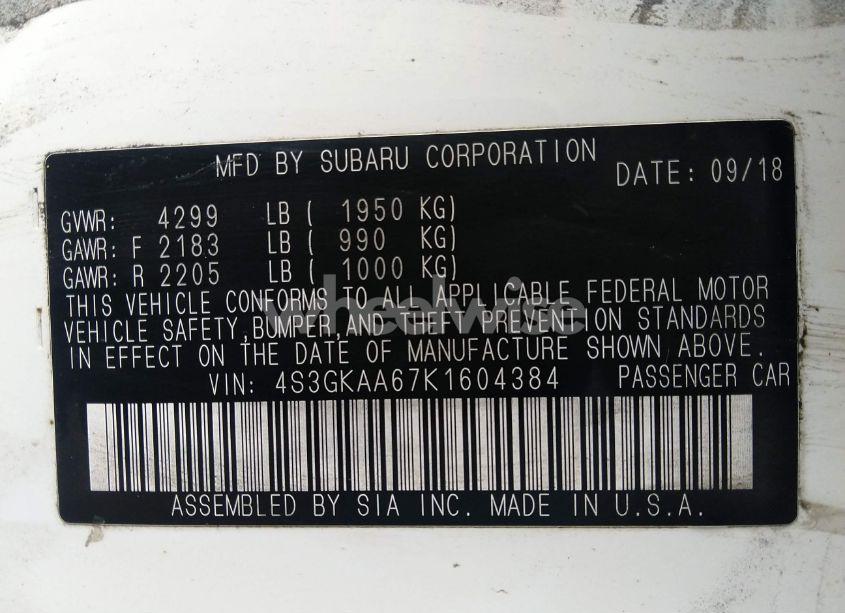 MFD BY SUBARU CORPORATION
DATE: 09/18
GVWR: 4299 LB ( 1950 KG)
GAWR: F 2183 LB ( 990 KG)
GAWR: R 2205 LB ( 1000 KG)
THIS VEHICLE CONFORMS TO ALL APPLICABLE FEDERAL MOTOR
VEHICLE SAFETY, BUMPER, AND THEFT PREVENTION STANDARDS
IN EFFECT ON THE DATE OF MANUFACTURE SHOWN ABOVE.
VIN: 4S3GKAA67K1604384 PASSENGER CAR
ASSEMBLED BY SIA INC. MADE IN U.S.A.
wheelwise